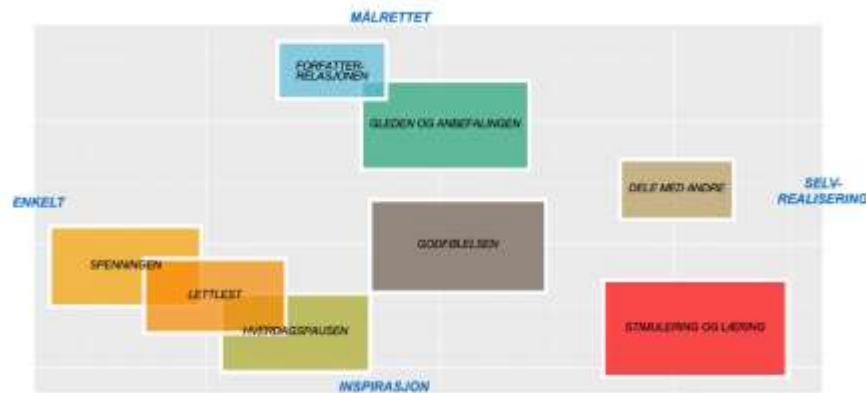 MÅLRETTET
FORFATTER-
RELASJONEN
GLEDEN OG ANBEFALINGEN
DELE MED ANDRE
SELV-
REALISERING
ENKELT
GODFØLELSEN
SPENNINGEN
LETTLEST
HVERDAGSPAUSEN
STIMULERING OG LÆRING
INSPIRASJON